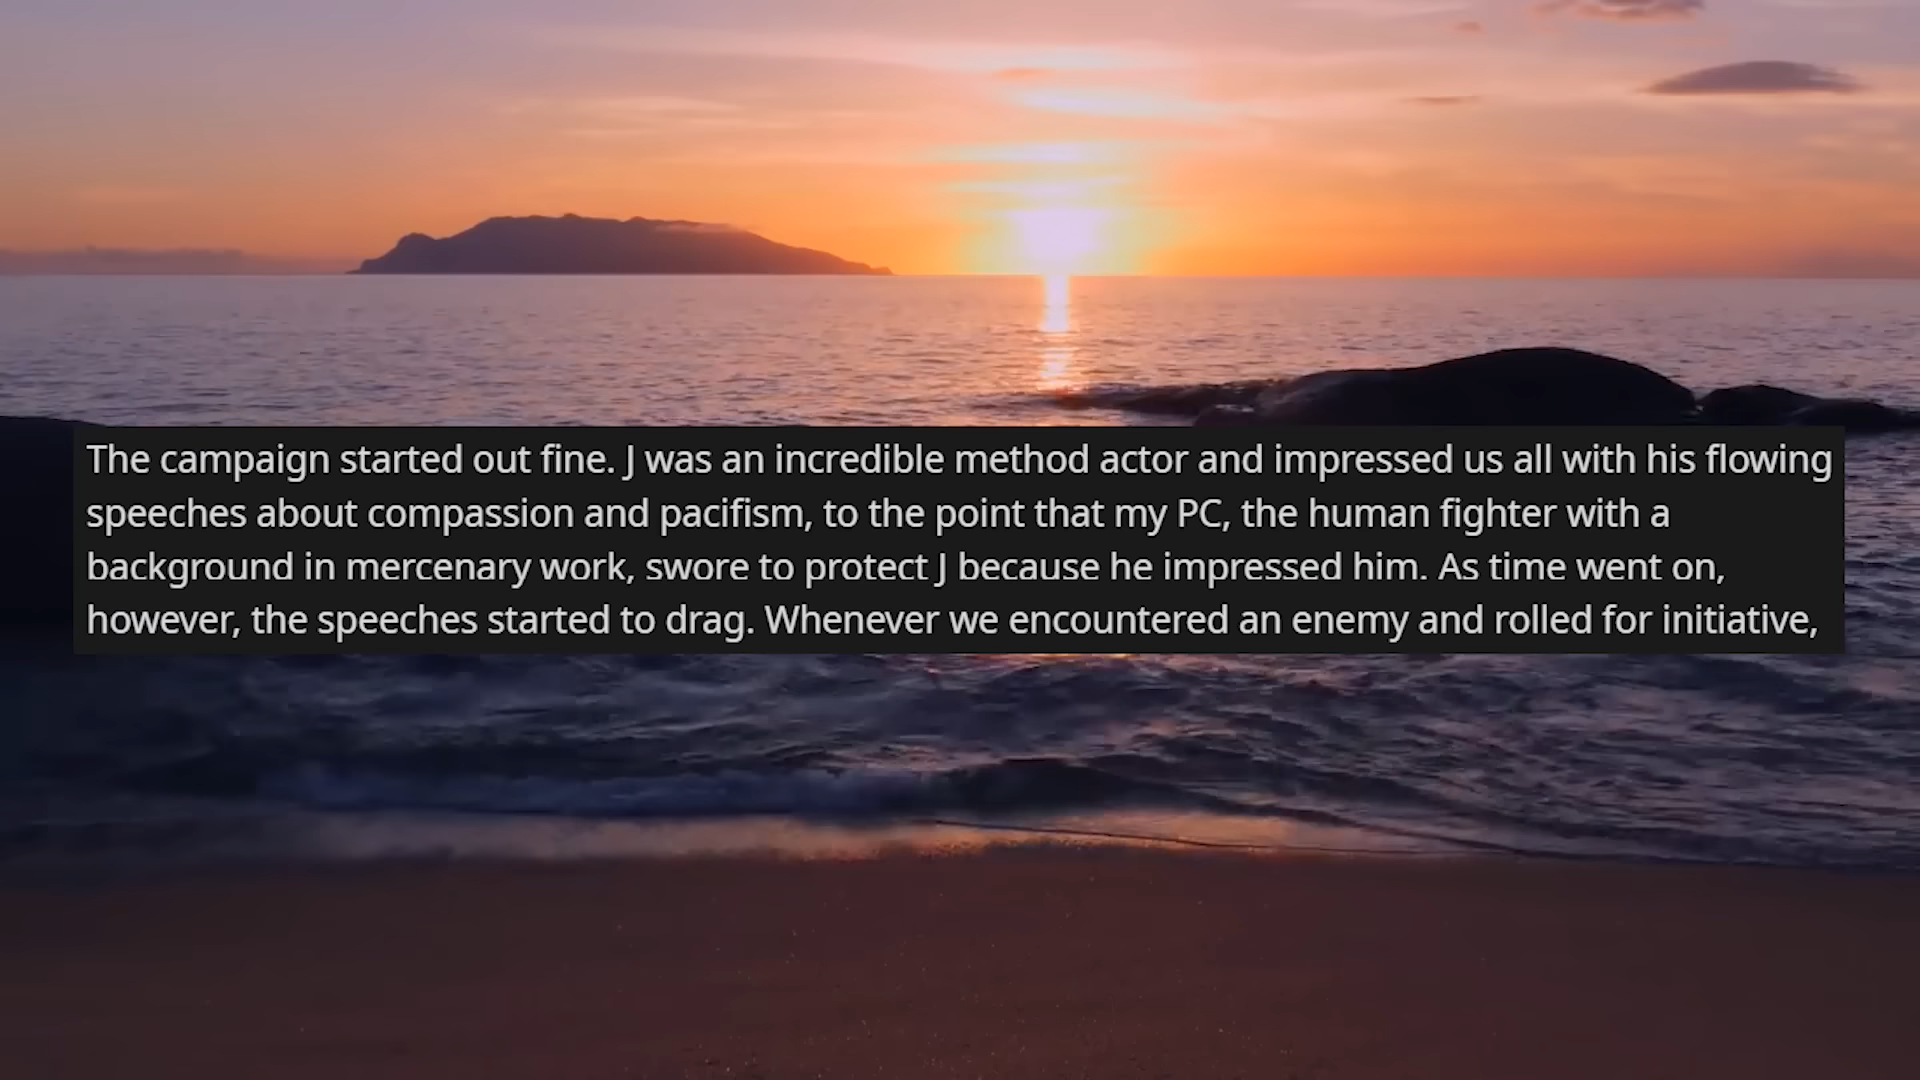 The campaign started out fine. J was an incredible method actor and impressed us all with his flowing
speeches about compassion and pacifism, to the point that my PC, the human fighter with a
background in mercenary work, swore to protect J because he impressed him. As time went on,
however, the speeches started to drag. Whenever we encountered an enemy and rolled for initiative,